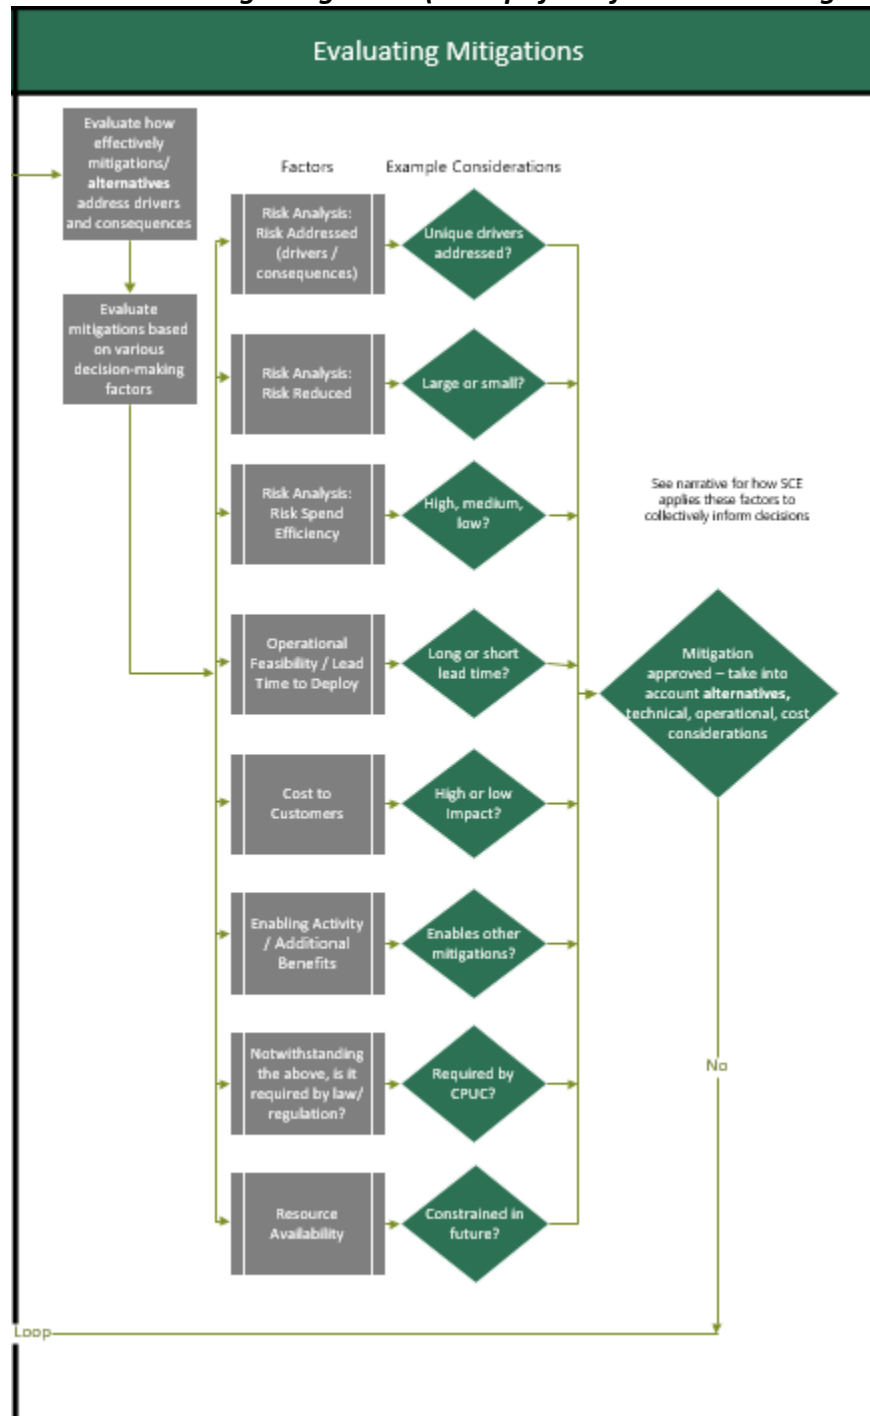 Evaluating Mitigations
Evaluate how
effectively
mitigations/
alternatives
address drivers
and consequences
Evaluate
mitigations based
on various
decision-making
factors
Factors
Example Considerations
Risk Analysis:
Risk Addressed
(drivers /
consequences)
Unique drivers
addressed?
Risk Analysis:
Risk Reduced
Large or small?
Risk Analysis:
Risk Spend
Efficiency
High, medium,
low?
Operational
Feasibility / Lead
Time to Deploy
Long or short
lead time?
Cost to
Customers
High or low
Impact?
Enabling Activity
/ Additional
Benefits
Enables other
mitigations?
Notwithstanding
the above, is it
required by law/
regulation?
Required by
CPUC?
Resource
Availability
Constrained in
future?
See narrative for how SCE
applies these factors to
collectively inform decisions
Mitigation
approved – take into
account alternatives,
technical, operational, cost
considerations
No
Loop